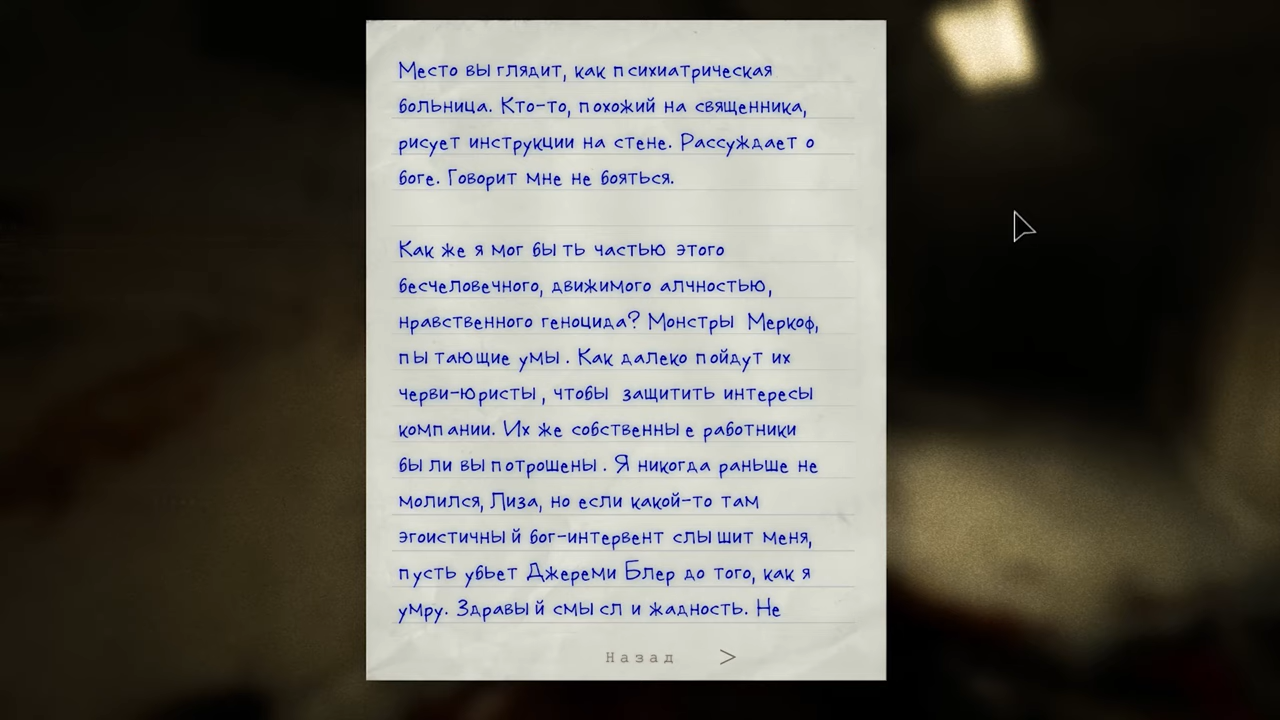 Место выглядит, как психиатрическая
больница. Кто-то, похожий на священника,
рисует инструкции на стене. Рассуждает о
боге. Говорит мне не бояться.
Как же я мог быть частью этого
бесчеловечного, движимого алчностью,
нравственного геноцида? Монстры Меркоф,
пытающие умы. Как далеко пойдут их
черви-юристы, чтобы защитить интересы
компании. Их же собственные работники
были выпотрошены. Я никогда раньше не
молился, Лиза, но если какой-то там
эгоистичный бог-интервент слышит меня,
пусть убьет Джереми Блер до того, как я
умру. Здравый смысл и жадность. Не
Назад >